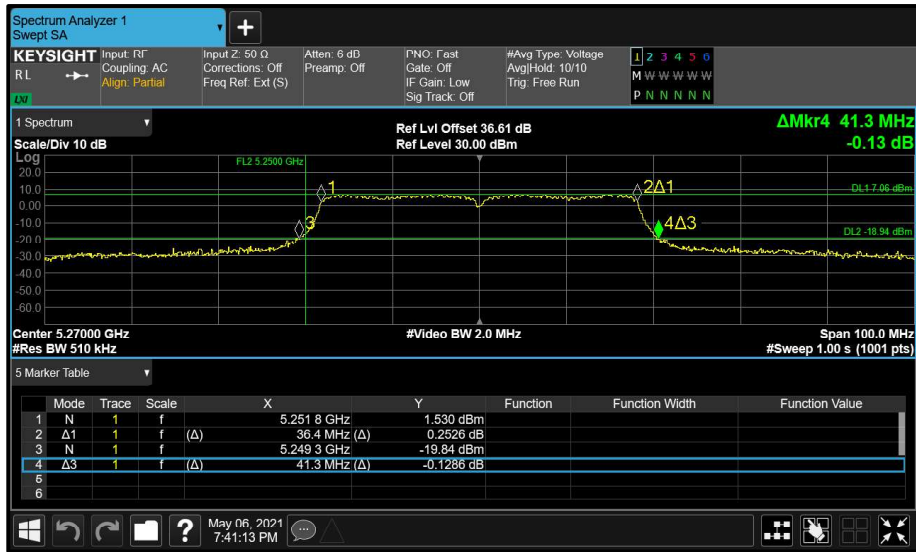 Spectrum Analyzer 1
Swept SA
+
KEYSIGHT
RL
LXI
Input: RF
Coupling: AC
Align: Partial
Input Z: 50 Ω
Corrections: Off
Freq Ref: Ext (S)
Atten: 6 dB
Preamp: Off
PNO: Fast
Gate: Off
IF Gain: Low
Sig Track: Off
#Avg Type: Voltage
Avg|Hold: 10/10
Trig: Free Run
1 2 3 4 5 6
M W W W W W
P N N N N N
1 Spectrum
Scale/Div 10 dB
Ref Lvl Offset 36.61 dB
Ref Level 30.00 dBm
ΔMkr4 41.3 MHz
-0.13 dB
Log
FL2 5.2500 GHz
20.0
10.0
0.00
-10.0
-20.0
-30.0
-40.0
-50.0
-60.0
1
2Δ1
3
4Δ3
DL1 7.06 dBm
DL2 -18.94 dBm
Center 5.27000 GHz
#Video BW 2.0 MHz
Span 100.0 MHz
#Res BW 510 kHz
#Sweep 1.00 s (1001 pts)
5 Marker Table
Mode Trace Scale X Y Function Function Width Function Value
1 N 1 f 5.251 8 GHz 1.530 dBm
2 Δ1 1 f (Δ) 36.4 MHz (Δ) 0.2526 dB
3 N 1 f 5.249 3 GHz -19.84 dBm
4 Δ3 1 f (Δ) 41.3 MHz (Δ) -0.1286 dB
5
6
?
May 06, 2021
7:41:13 PM